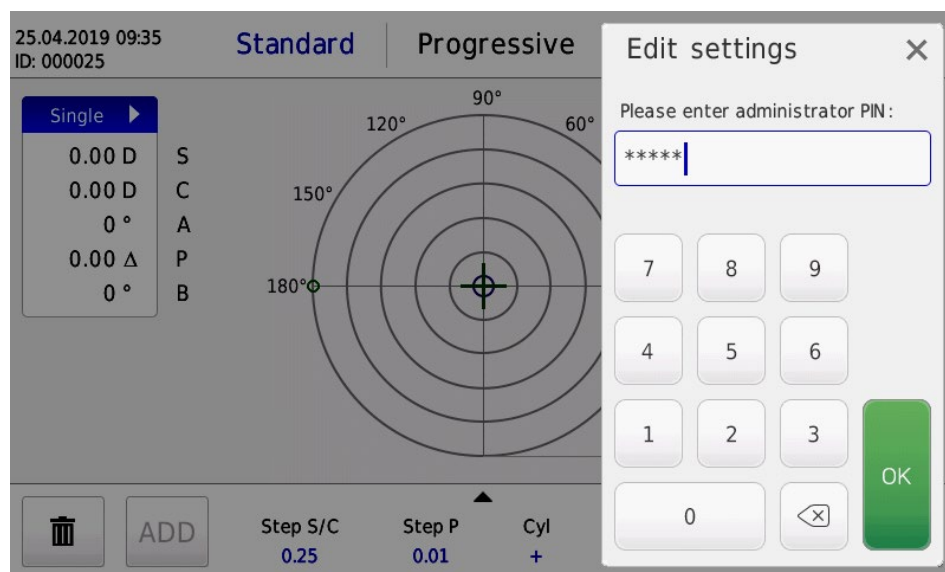 25.04.2019 09:35
ID: 000025
Standard
Progressive
Single
0.00 D S
0.00 D C
0 ° A
0.00 Δ P
0 ° B
90°
120°
60°
150°
180°
ADD
Step S/C
0.25
Step P
0.01
Cyl
+
Edit settings
Please enter administrator PIN:
*****
7 8 9
4 5 6
1 2 3
0
OK